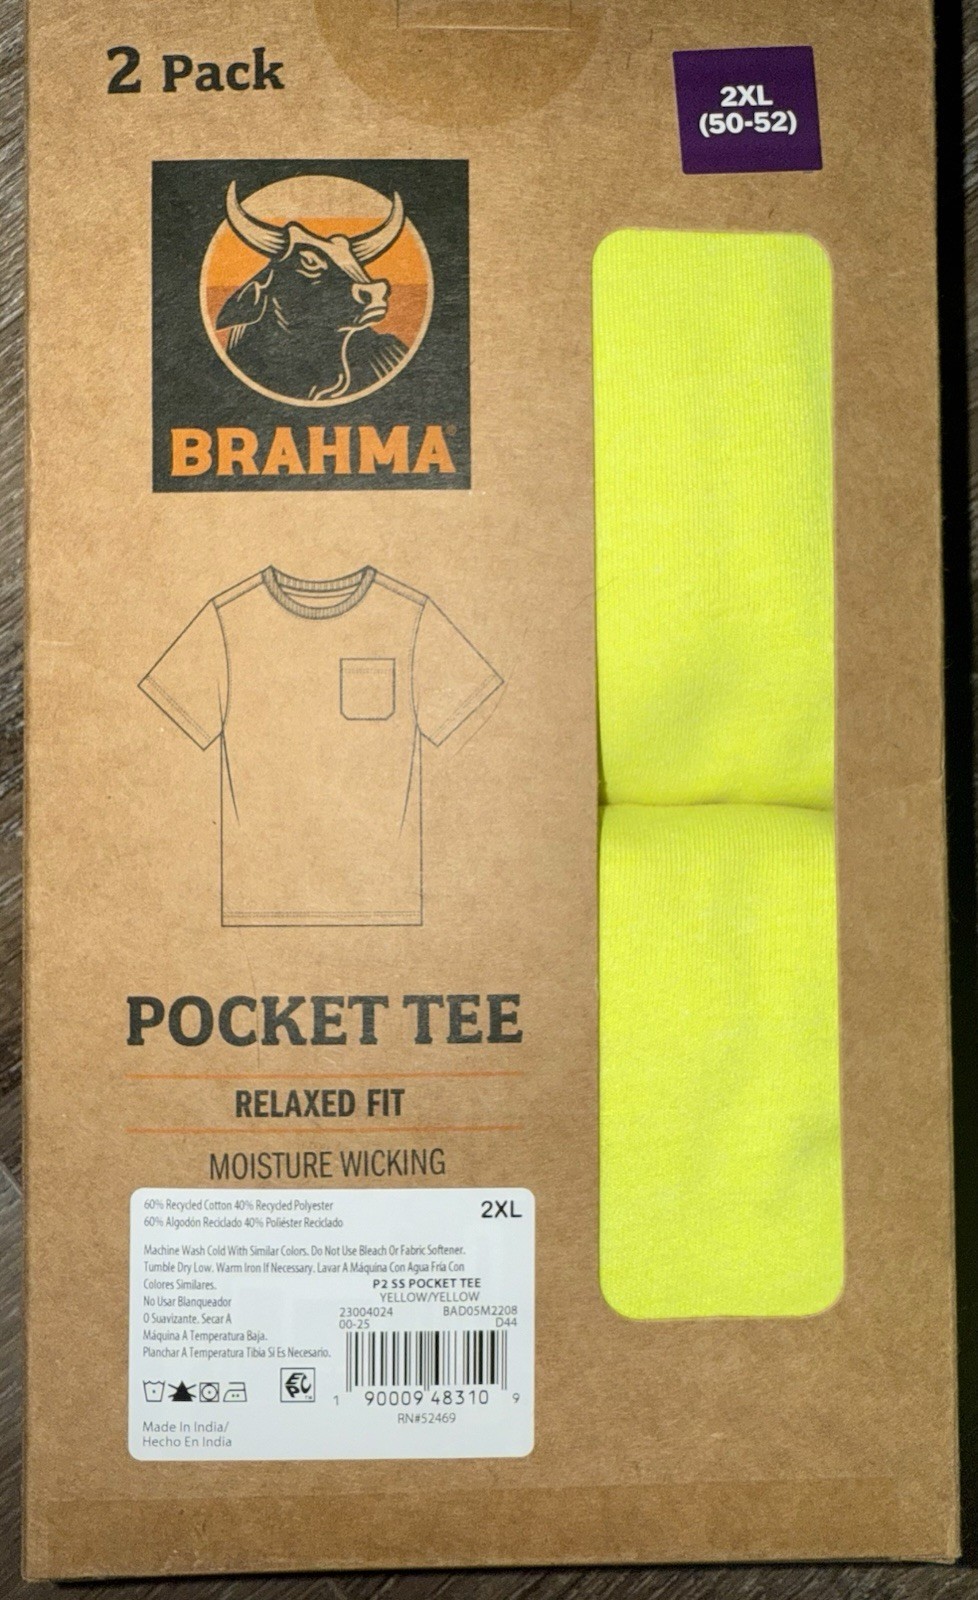 2 Pack
2XL
(50-52)
BRAHMA®
POCKET TEE
RELAXED FIT
MOISTURE WICKING
60% Recycled Cotton 40% Recycled Polyester
60% Algodón Reciclado 40% Poliéster Reciclado
2XL
Machine Wash Cold With Similar Colors. Do Not Use Bleach Or Fabric Softener.
Tumble Dry Low. Warm Iron If Necessary. Lavar A Máquina Con Agua Fría Con
Colores Similares.
No Usar Blanqueador
O Suavizante. Secar A
Máquina A Temperatura Baja.
Planchar A Temperatura Tibia Si Es Necesario.
P2 SS POCKET TEE
YELLOW/YELLOW
23004024 BAD05M2208
00-25 D44
EPC™
1 90009 48310 9
RN#52469
Made In India/
Hecho En India